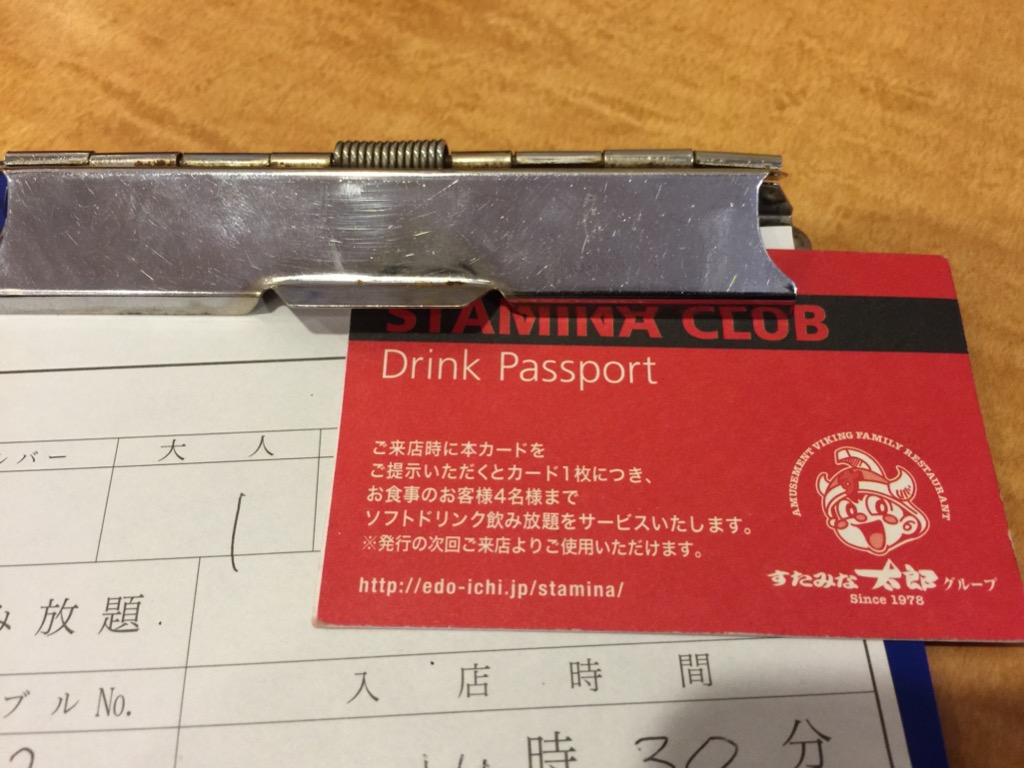 STAMINA CLUB
Drink Passport
ご来店時に本カードを
ご提示いただくとカード1枚につき、
お食事のお客様4名様まで
ソフトドリンク飲み放題をサービスいたします。
※発行の次回ご来店よりご使用いただけます。
http://edo-ichi.jp/stamina/
AMUSEMENT VIKING FAMILY RESTAURANT
すたみな太郎グループ
Since 1978
ルバー 大人
1
み放題
入店時間
ブルNo.
時 30 分